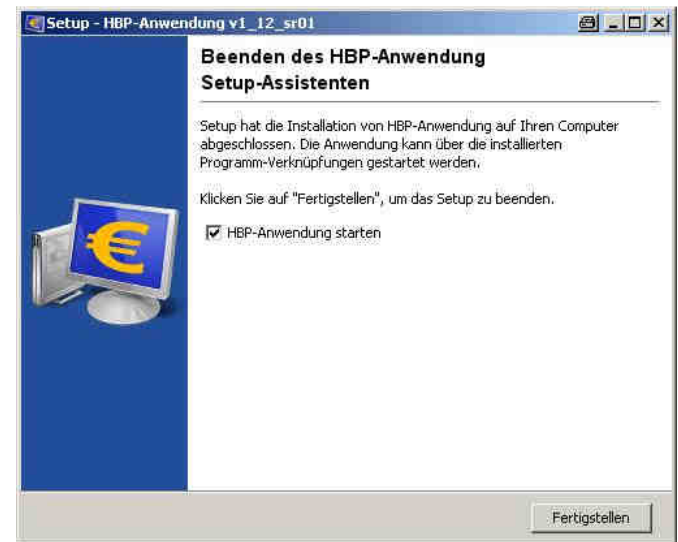 Setup - HBP-Anwendung v1_12_sr01
Beenden des HBP-Anwendung
Setup-Assistenten
Setup hat die Installation von HBP-Anwendung auf Ihren Computer
abgeschlossen. Die Anwendung kann über die installierten
Programm-Verknüpfungen gestartet werden.
Klicken Sie auf "Fertigstellen", um das Setup zu beenden.
HBP-Anwendung starten
€
Fertigstellen